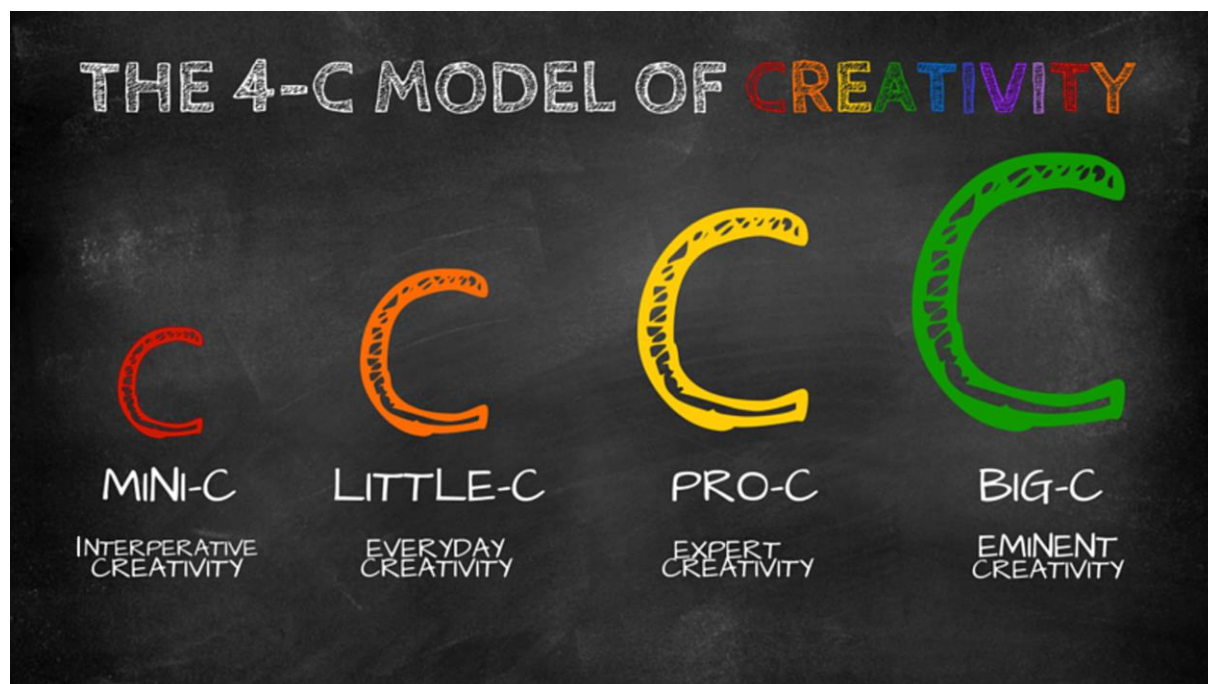 THE 4-C MODEL OF CREATIVITY
C C C C
MINI-C LITTLE-C PRO-C BIG-C
INTERPERATIVE EVERYDAY EXPERT EMINENT
CREATIVITY CREATIVITY CREATIVITY CREATIVITY